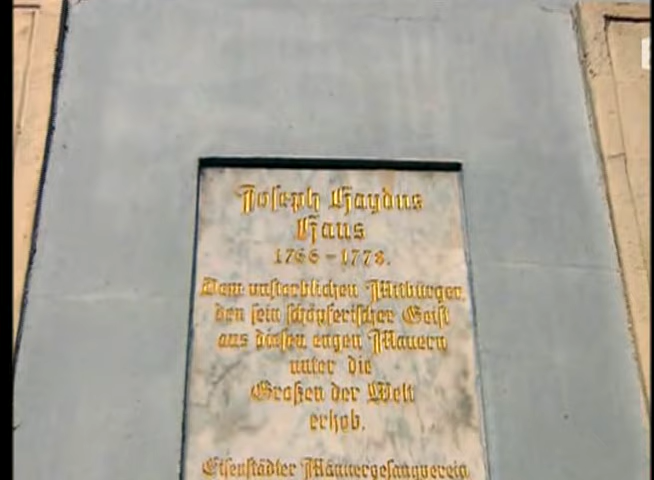 Joseph Haydns
Haus
1766-1778.
Dem unsterblichen Mitbürger,
den sein schöpferischer Geist
aus diesen engen Mauern
unter die
Großen der Welt
erhob.
Eisenstädter Männergesangverein